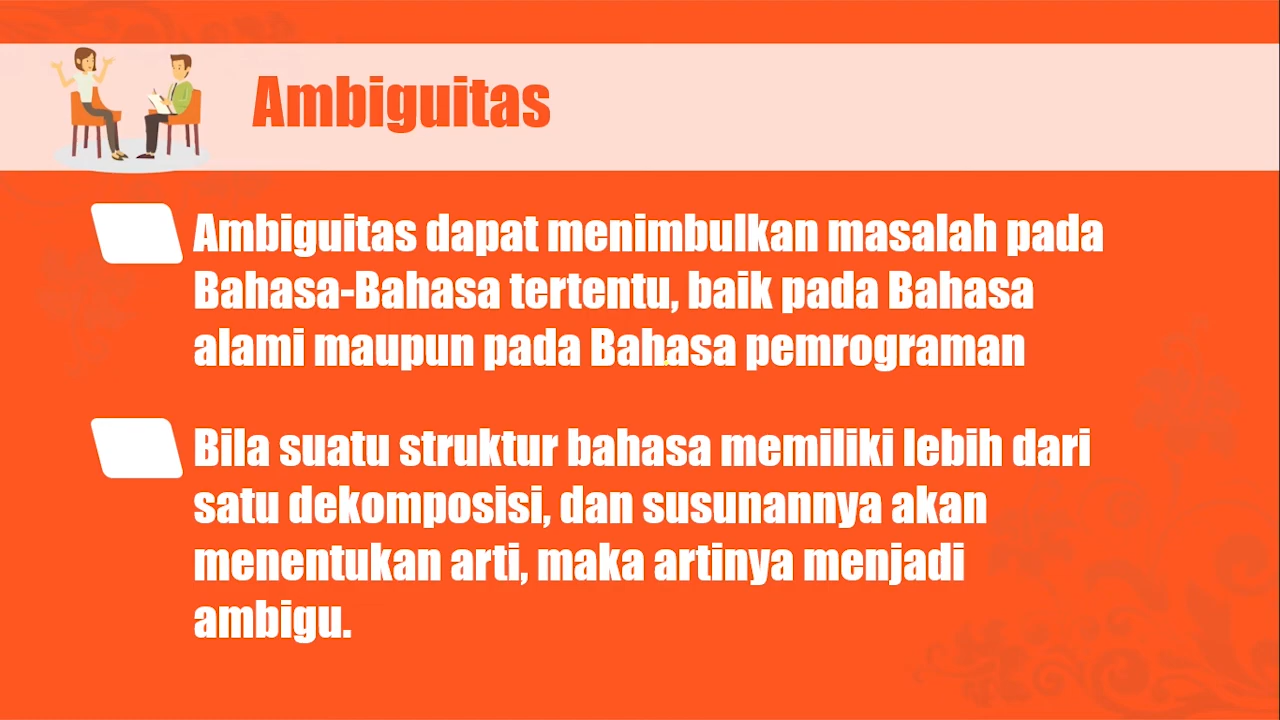 Ambiguitas
Ambiguitas dapat menimbulkan masalah pada
Bahasa-Bahasa tertentu, baik pada Bahasa
alami maupun pada Bahasa pemrograman
Bila suatu struktur bahasa memiliki lebih dari
satu dekomposisi, dan susunannya akan
menentukan arti, maka artinya menjadi
ambigu.